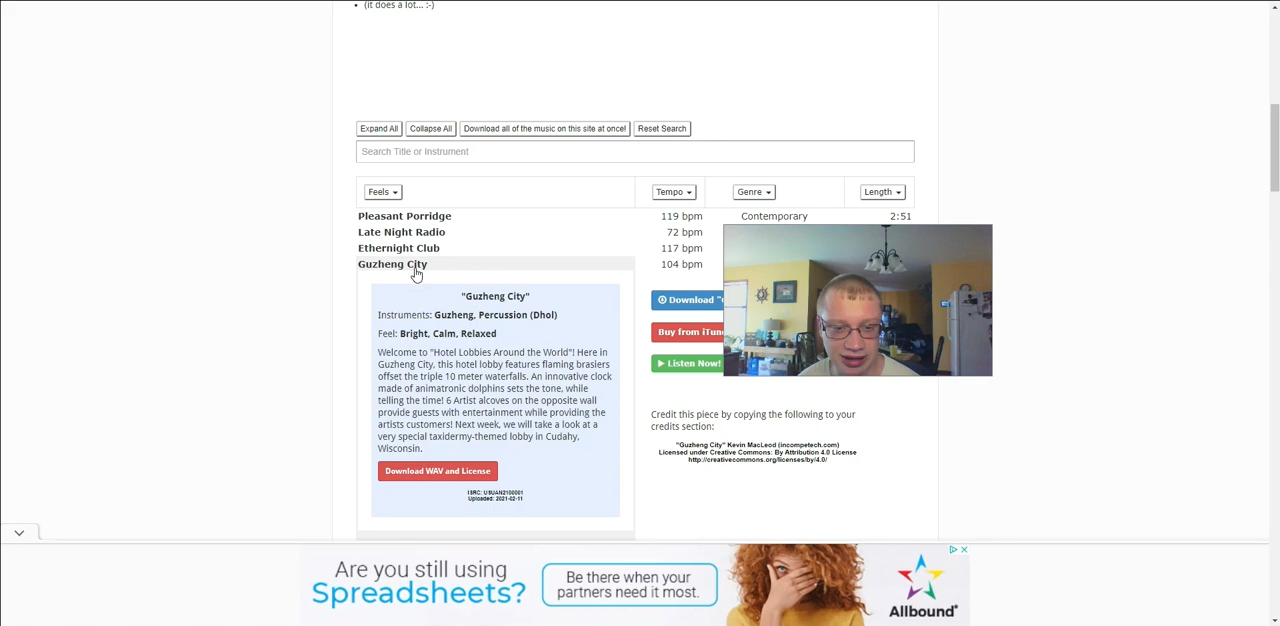 (it does a lot... :-)
Expand All Collapse All Download all of the music on this site at once! Reset Search
Search Title or Instrument
Feels Tempo Genre Length
Pleasant Porridge 119 bpm Contemporary 2:51
Late Night Radio 72 bpm
Ethernight Club 117 bpm
Guzheng City 104 bpm
"Guzheng City"
Instruments: Guzheng, Percussion (Dhol)
Feel: Bright, Calm, Relaxed
Welcome to "Hotel Lobbies Around the World"! Here in
Guzheng City, this hotel lobby features flaming brasiers
offset the triple 10 meter waterfalls. An innovative clock
made of animatronic dolphins sets the tone, while
telling the time! 6 Artist alcoves on the opposite wall
provide guests with entertainment while providing the
artists customers! Next week, we will take a look at a
very special taxidermy-themed lobby in Cudahy,
Wisconsin.
Download WAV and License
ISRC: USUAN2100001
Uploaded: 2021-02-11
Download "
Buy from iTun
Listen Now!
Credit this piece by copying the following to your
credits section:
"Guzheng City" Kevin MacLeod (incompetech.com)
Licensed under Creative Commons: By Attribution 4.0 License
http://creativecommons.org/licenses/by/4.0/
Are you still using
Spreadsheets?
Be there when your
partners need it most.
Allbound